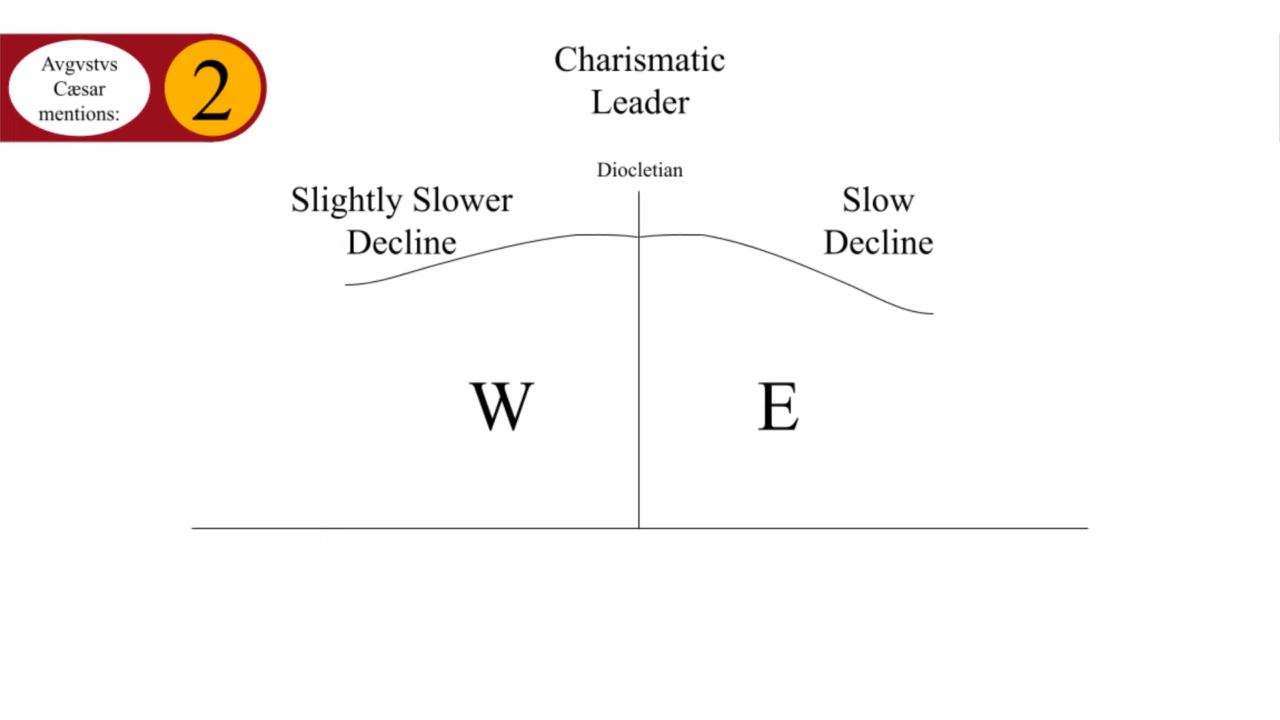 Avgvstvs
Cæsar
mentions:
2
Charismatic
Leader
Diocletian
Slightly Slower
Decline
Slow
Decline
W
E